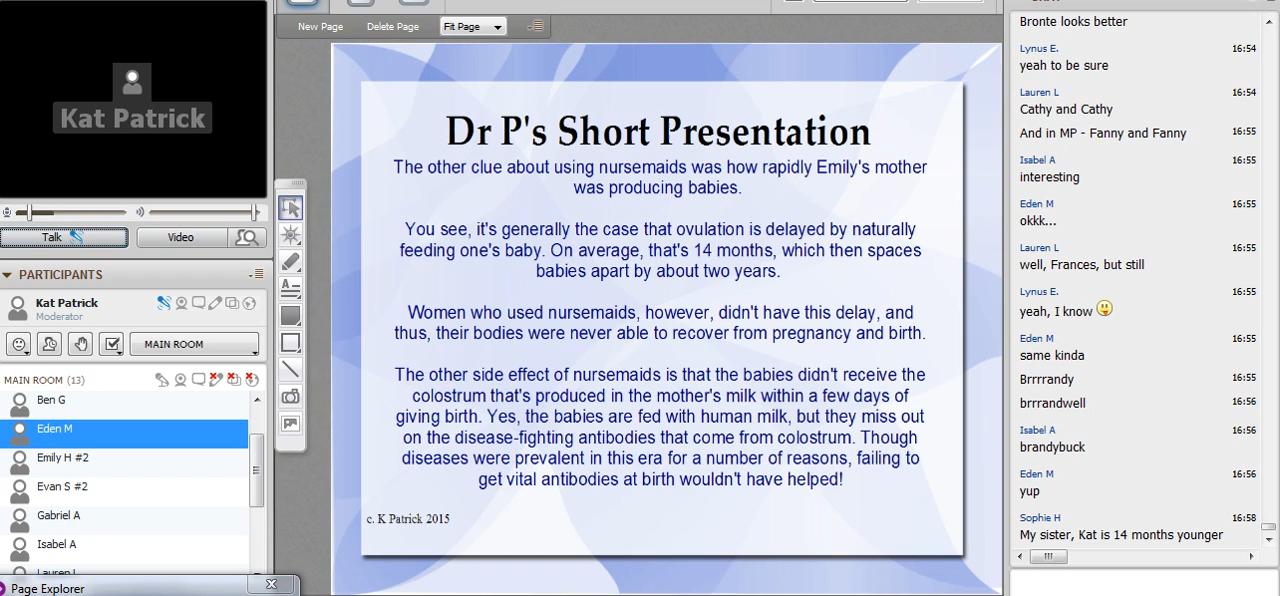 Kat Patrick
Talk
Video
PARTICIPANTS
Kat Patrick
Moderator
MAIN ROOM
MAIN ROOM (13)
Ben G
Eden M
Emily H #2
Evan S #2
Gabriel A
Isabel A
Lauren L
Page Explorer
New Page
Delete Page
Fit Page
Dr P's Short Presentation
The other clue about using nursemaids was how rapidly Emily's mother
was producing babies.
You see, it's generally the case that ovulation is delayed by naturally
feeding one's baby. On average, that's 14 months, which then spaces
babies apart by about two years.
Women who used nursemaids, however, didn't have this delay, and
thus, their bodies were never able to recover from pregnancy and birth.
The other side effect of nursemaids is that the babies didn't receive the
colostrum that's produced in the mother's milk within a few days of
giving birth. Yes, the babies are fed with human milk, but they miss out
on the disease-fighting antibodies that come from colostrum. Though
diseases were prevalent in this era for a number of reasons, failing to
get vital antibodies at birth wouldn't have helped!
c. K Patrick 2015
Bronte looks better
Lynus E. 16:54
yeah to be sure
Lauren L 16:54
Cathy and Cathy
And in MP - Fanny and Fanny 16:55
Isabel A 16:55
interesting
Eden M 16:55
okkk...
Lauren L 16:55
well, Frances, but still
Lynus E. 16:55
yeah, I know
Eden M 16:55
same kinda
Brrrrandy 16:55
brrrandwell 16:56
Isabel A 16:56
brandybuck
Eden M 16:56
yup
Sophie H 16:58
My sister, Kat is 14 months younger